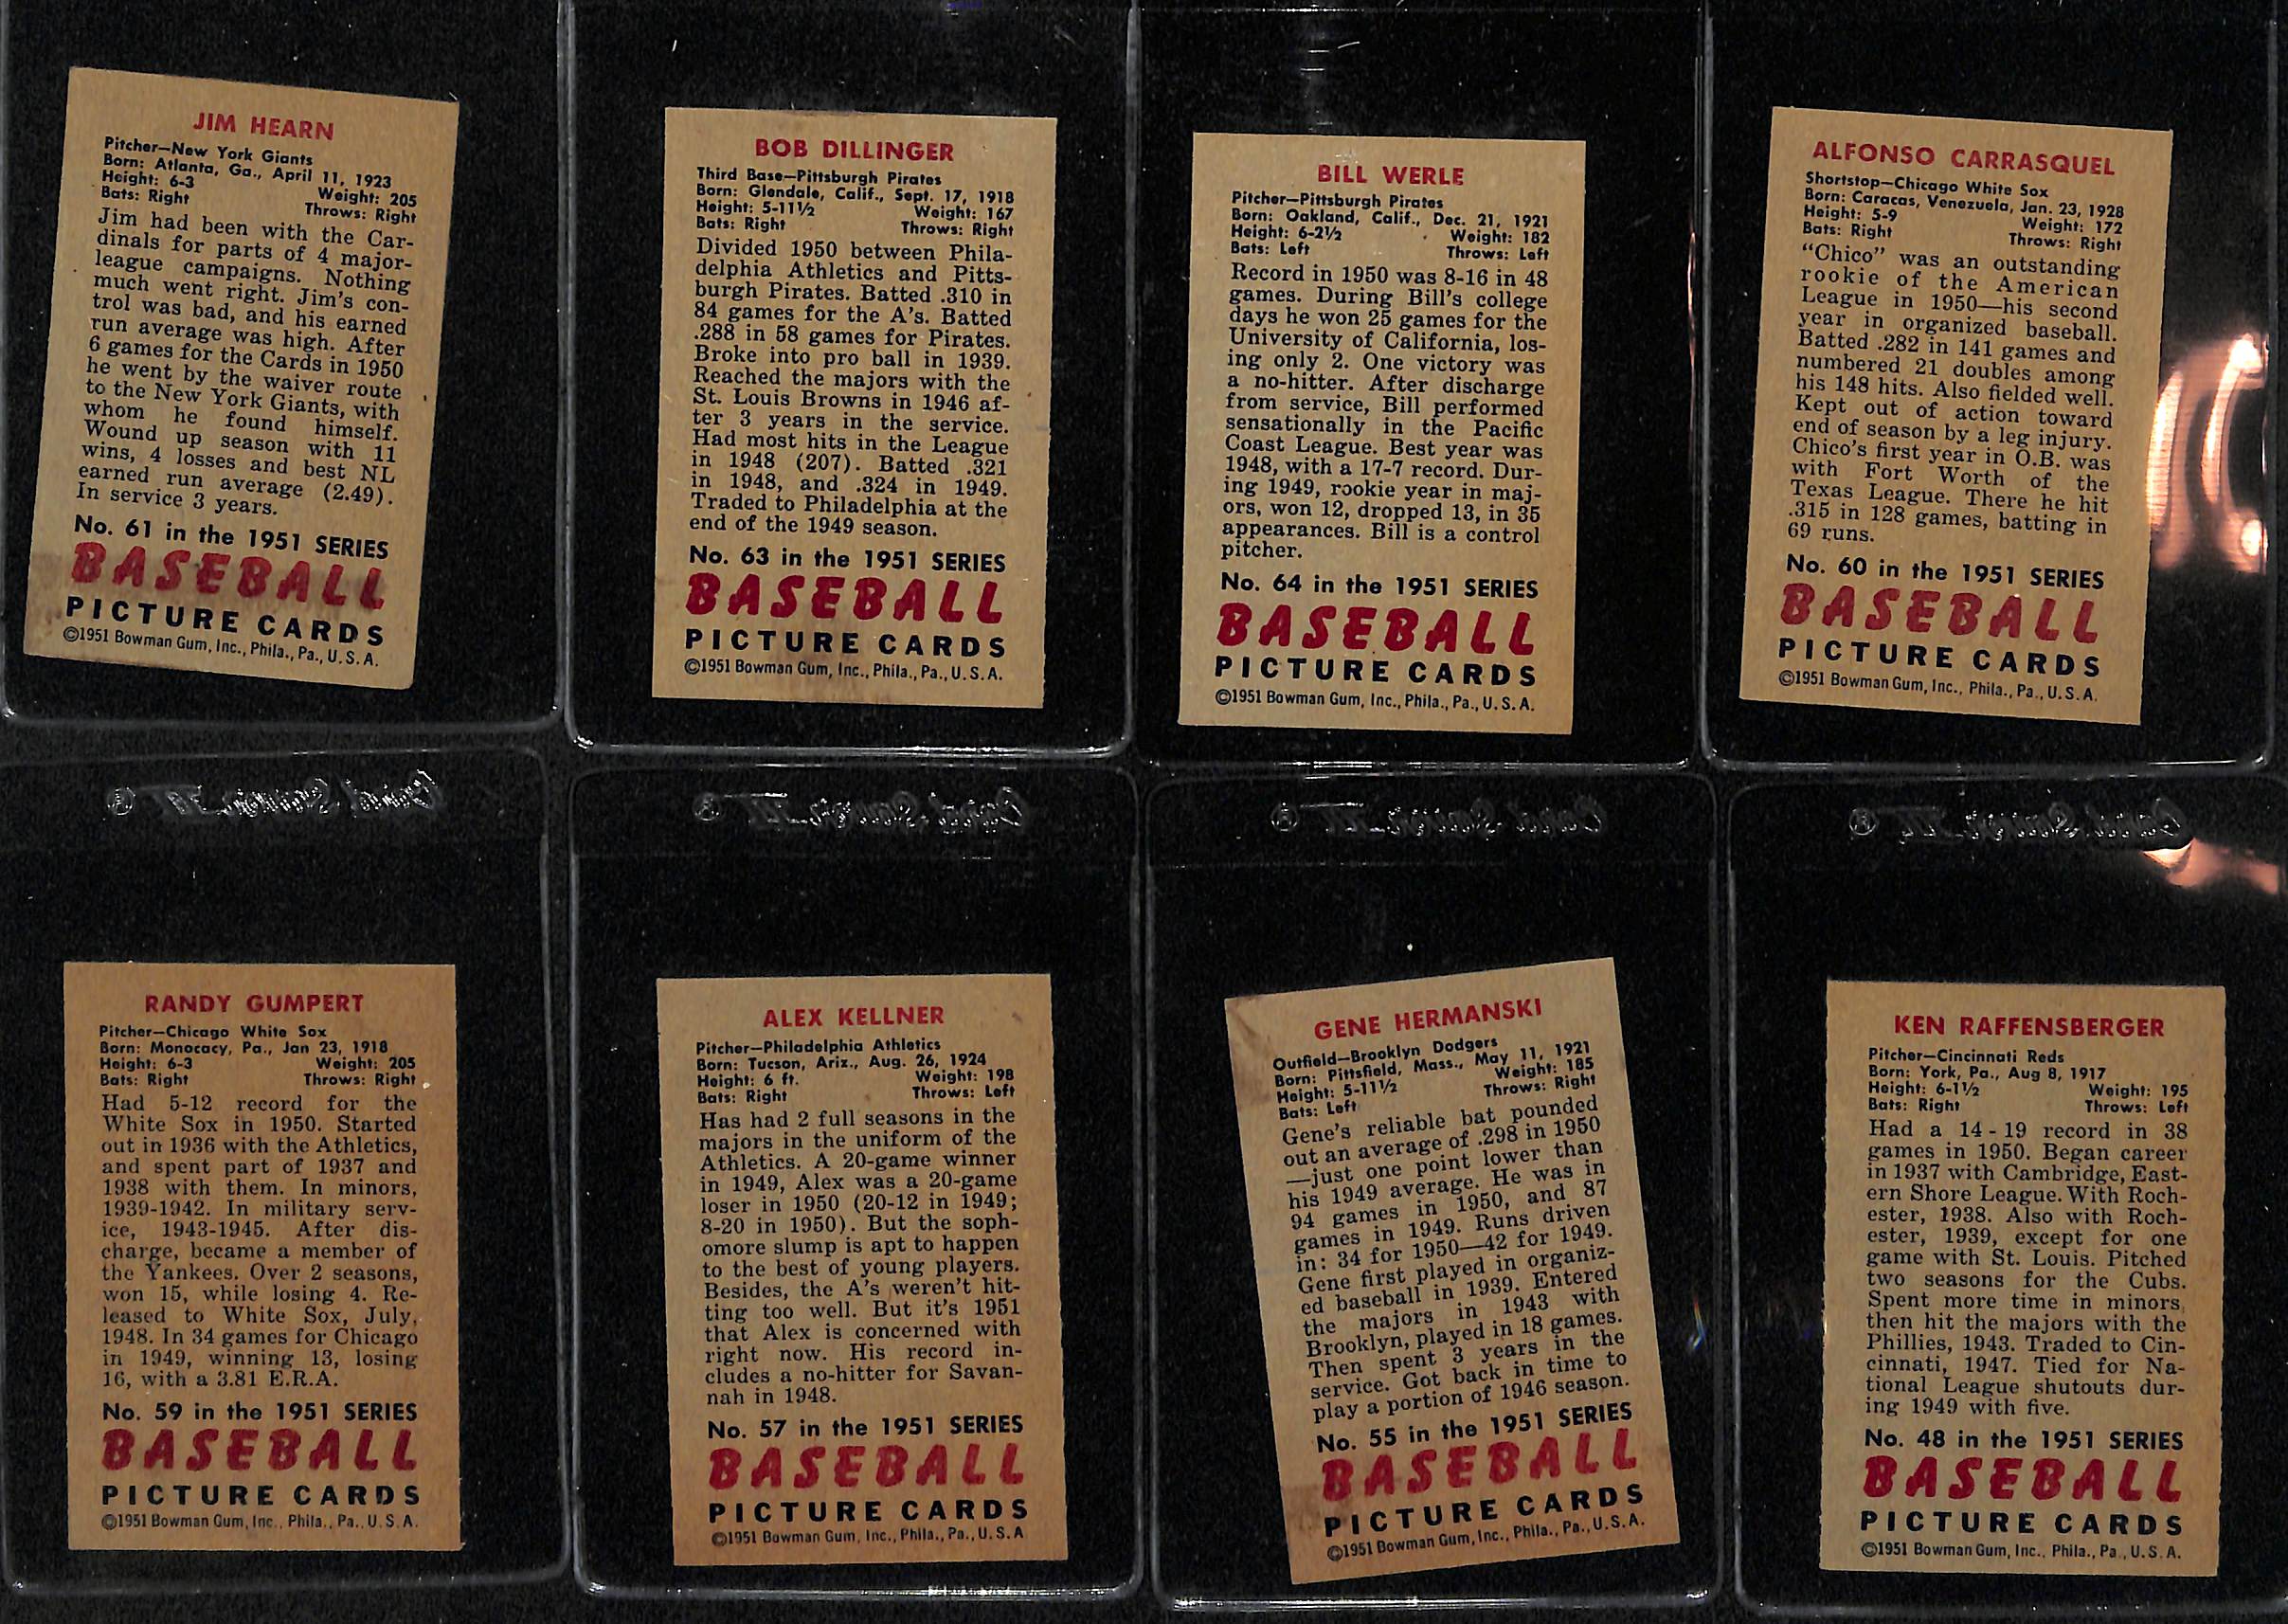 JIM HEARN
Pitcher—New York Giants
Born: Atlanta, Ga., April 11, 1923
Height: 6-3 Weight: 205
Bats: Right Throws: Right
Jim had been with the Car-
dinals for parts of 4 major-
league campaigns. Nothing
much went right. Jim's con-
trol was bad, and his earned
run average was high. After
6 games for the Cards in 1950
he went by the waiver route
to the New York Giants, with
whom he found himself.
Wound up season with 11
wins, 4 losses and best NL
earned run average (2.49).
In service 3 years.
No. 61 in the 1951 SERIES
BASEBALL
PICTURE CARDS
©1951 Bowman Gum, Inc., Phila., Pa., U.S.A.
BOB DILLINGER
Third Base—Pittsburgh Pirates
Born: Glendale, Calif., Sept. 17, 1918
Height: 5-11½ Weight: 167
Bats: Right Throws: Right
Divided 1950 between Phila-
delphia Athletics and Pitts-
burgh Pirates. Batted .310 in
84 games for the A's. Batted
.288 in 58 games for Pirates.
Broke into pro ball in 1939.
Reached the majors with the
St. Louis Browns in 1946 af-
ter 3 years in the service.
Had most hits in the League
in 1948 (207). Batted .321
in 1948, and .324 in 1949.
Traded to Philadelphia at the
end of the 1949 season.
No. 63 in the 1951 SERIES
BASEBALL
PICTURE CARDS
©1951 Bowman Gum, Inc., Phila., Pa., U.S.A.
BILL WERLE
Pitcher—Pittsburgh Pirates
Born: Oakland, Calif., Dec. 21, 1921
Height: 6-2½ Weight: 182
Bats: Left Throws: Left
Record in 1950 was 8-16 in 48
games. During Bill's college
days he won 25 games for the
University of California, los-
ing only 2. One victory was
a no-hitter. After discharge
from service, Bill performed
sensationally in the Pacific
Coast League. Best year was
1948, with a 17-7 record. Dur-
ing 1949, rookie year in maj-
ors, won 12, dropped 13, in 35
appearances. Bill is a control
pitcher.
No. 64 in the 1951 SERIES
BASEBALL
PICTURE CARDS
©1951 Bowman Gum, Inc., Phila., Pa., U.S.A.
ALFONSO CARRASQUEL
Shortstop—Chicago White Sox
Born: Caracas, Venezuela, Jan. 23, 1928
Height: 5-9 Weight: 172
Bats: Right Throws: Right
"Chico" was an outstanding
rookie of the American
League in 1950—his second
year in organized baseball.
Batted .282 in 141 games and
numbered 21 doubles among
his 148 hits. Also fielded well.
Kept out of action toward
end of season by a leg injury.
Chico's first year in O.B. was
with Fort Worth of the
Texas League. There he hit
.315 in 128 games, batting in
69 runs.
No. 60 in the 1951 SERIES
BASEBALL
PICTURE CARDS
©1951 Bowman Gum, Inc., Phila., Pa., U.S.A.
Card Saver III ®
Card Saver III ®
Card Saver III ®
Card Saver III ®
RANDY GUMPERT
Pitcher—Chicago White Sox
Born: Monocacy, Pa., Jan 23, 1918
Height: 6-3 Weight: 205
Bats: Right Throws: Right
Had 5-12 record for the
White Sox in 1950. Started
out in 1936 with the Athletics,
and spent part of 1937 and
1938 with them. In minors,
1939-1942. In military serv-
ice, 1943-1945. After dis-
charge, became a member of
the Yankees. Over 2 seasons,
won 15, while losing 4. Re-
leased to White Sox, July,
1948. In 34 games for Chicago
in 1949, winning 13, losing
16, with a 3.81 E.R.A.
No. 59 in the 1951 SERIES
BASEBALL
PICTURE CARDS
©1951 Bowman Gum, Inc., Phila., Pa., U.S.A.
ALEX KELLNER
Pitcher—Philadelphia Athletics
Born: Tucson, Ariz., Aug. 26, 1924
Height: 6 ft. Weight: 198
Bats: Right Throws: Left
Has had 2 full seasons in the
majors in the uniform of the
Athletics. A 20-game winner
in 1949, Alex was a 20-game
loser in 1950 (20-12 in 1949;
8-20 in 1950). But the soph-
omore slump is apt to happen
to the best of young players.
Besides, the A's weren't hit-
ting too well. But it's 1951
that Alex is concerned with
right now. His record in-
cludes a no-hitter for Savan-
nah in 1948.
No. 57 in the 1951 SERIES
BASEBALL
PICTURE CARDS
©1951 Bowman Gum, Inc., Phila., Pa., U.S.A
GENE HERMANSKI
Outfield—Brooklyn Dodgers
Born: Pittsfield, Mass., May 11, 1921
Height: 5-11½ Weight: 185
Bats: Left Throws: Right
Gene's reliable bat pounded
out an average of .298 in 1950
—just one point lower than
his 1949 average. He was in
94 games in 1950, and 87
games in 1949. Runs driven
in: 34 for 1950—42 for 1949.
Gene first played in organiz-
ed baseball in 1939. Entered
the majors in 1943 with
Brooklyn, played in 18 games.
Then spent 3 years in the
service. Got back in time to
play a portion of 1946 season.
No. 55 in the 1951 SERIES
BASEBALL
PICTURE CARDS
©1951 Bowman Gum, Inc., Phila., Pa., U.S.A.
KEN RAFFENSBERGER
Pitcher—Cincinnati Reds
Born: York, Pa., Aug 8, 1917
Height: 6-1½ Weight: 195
Bats: Right Throws: Left
Had a 14-19 record in 38
games in 1950. Began career
in 1937 with Cambridge, East-
ern Shore League. With Roch-
ester, 1938. Also with Roch-
ester, 1939, except for one
game with St. Louis. Pitched
two seasons for the Cubs.
Spent more time in minors,
then hit the majors with the
Phillies, 1943. Traded to Cin-
cinnati, 1947. Tied for Na-
tional League shutouts dur-
ing 1949 with five.
No. 48 in the 1951 SERIES
BASEBALL
PICTURE CARDS
©1951 Bowman Gum, Inc., Phila., Pa., U.S.A.